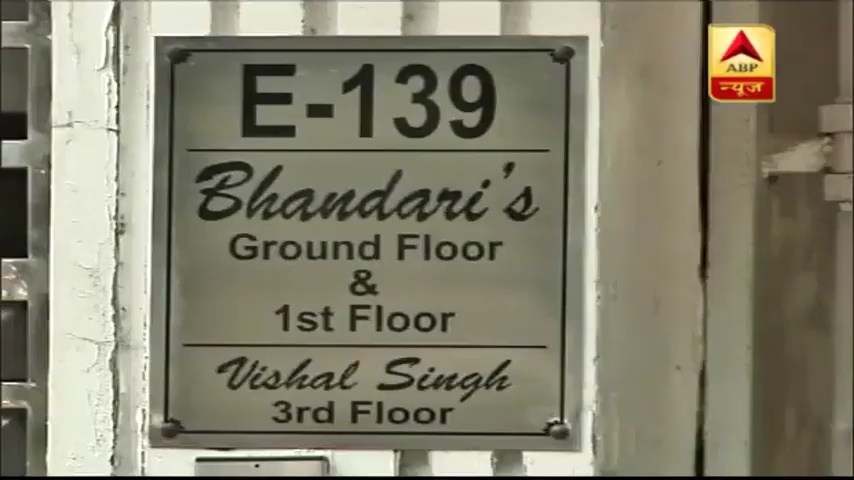 E-139
Bhandari's
Ground Floor
&
1st Floor
Vishal Singh
3rd Floor
ABP
न्यूज़